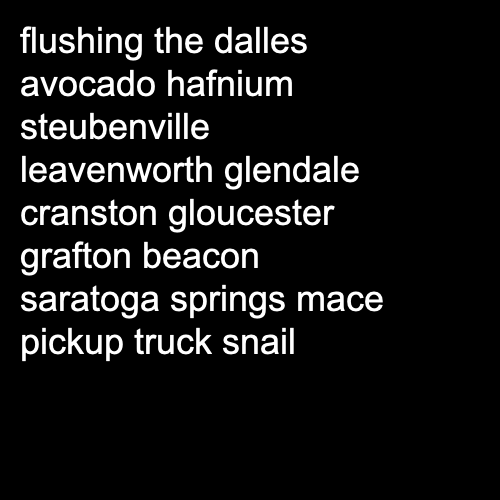 flushing the dalles
avocado hafnium
steubenville
leavenworth glendale
cranston gloucester
grafton beacon
saratoga springs mace
pickup truck snail